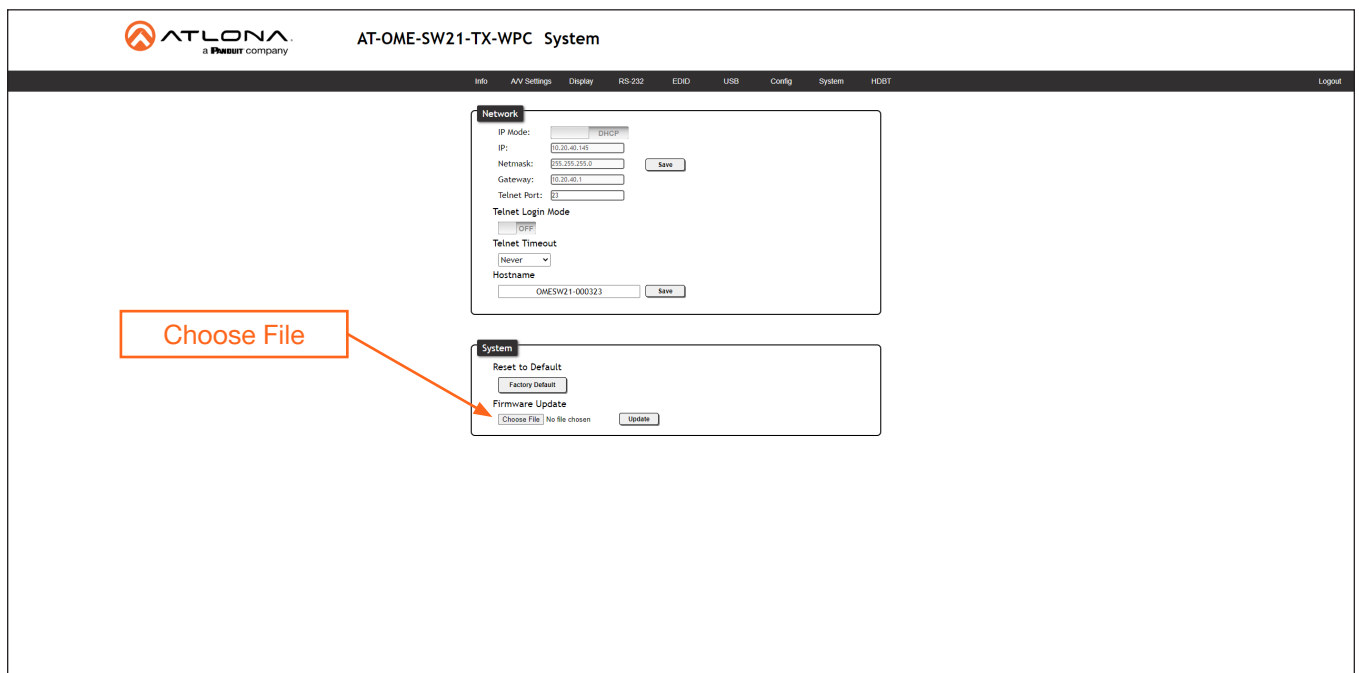 ATLONA.
a PANDUIT company
AT-OME-SW21-TX-WPC System
Info A/V Settings Display RS-232 EDID USB Config System HDBT Logout
Network
IP Mode: DHCP
IP: 10.20.40.145
Netmask: 255.255.255.0 Save
Gateway: 10.20.40.1
Telnet Port: 23
Telnet Login Mode
OFF
Telnet Timeout
Never
Hostname
OMESW21-000323 Save
Choose File
System
Reset to Default
Factory Default
Firmware Update
Choose File No file chosen Update